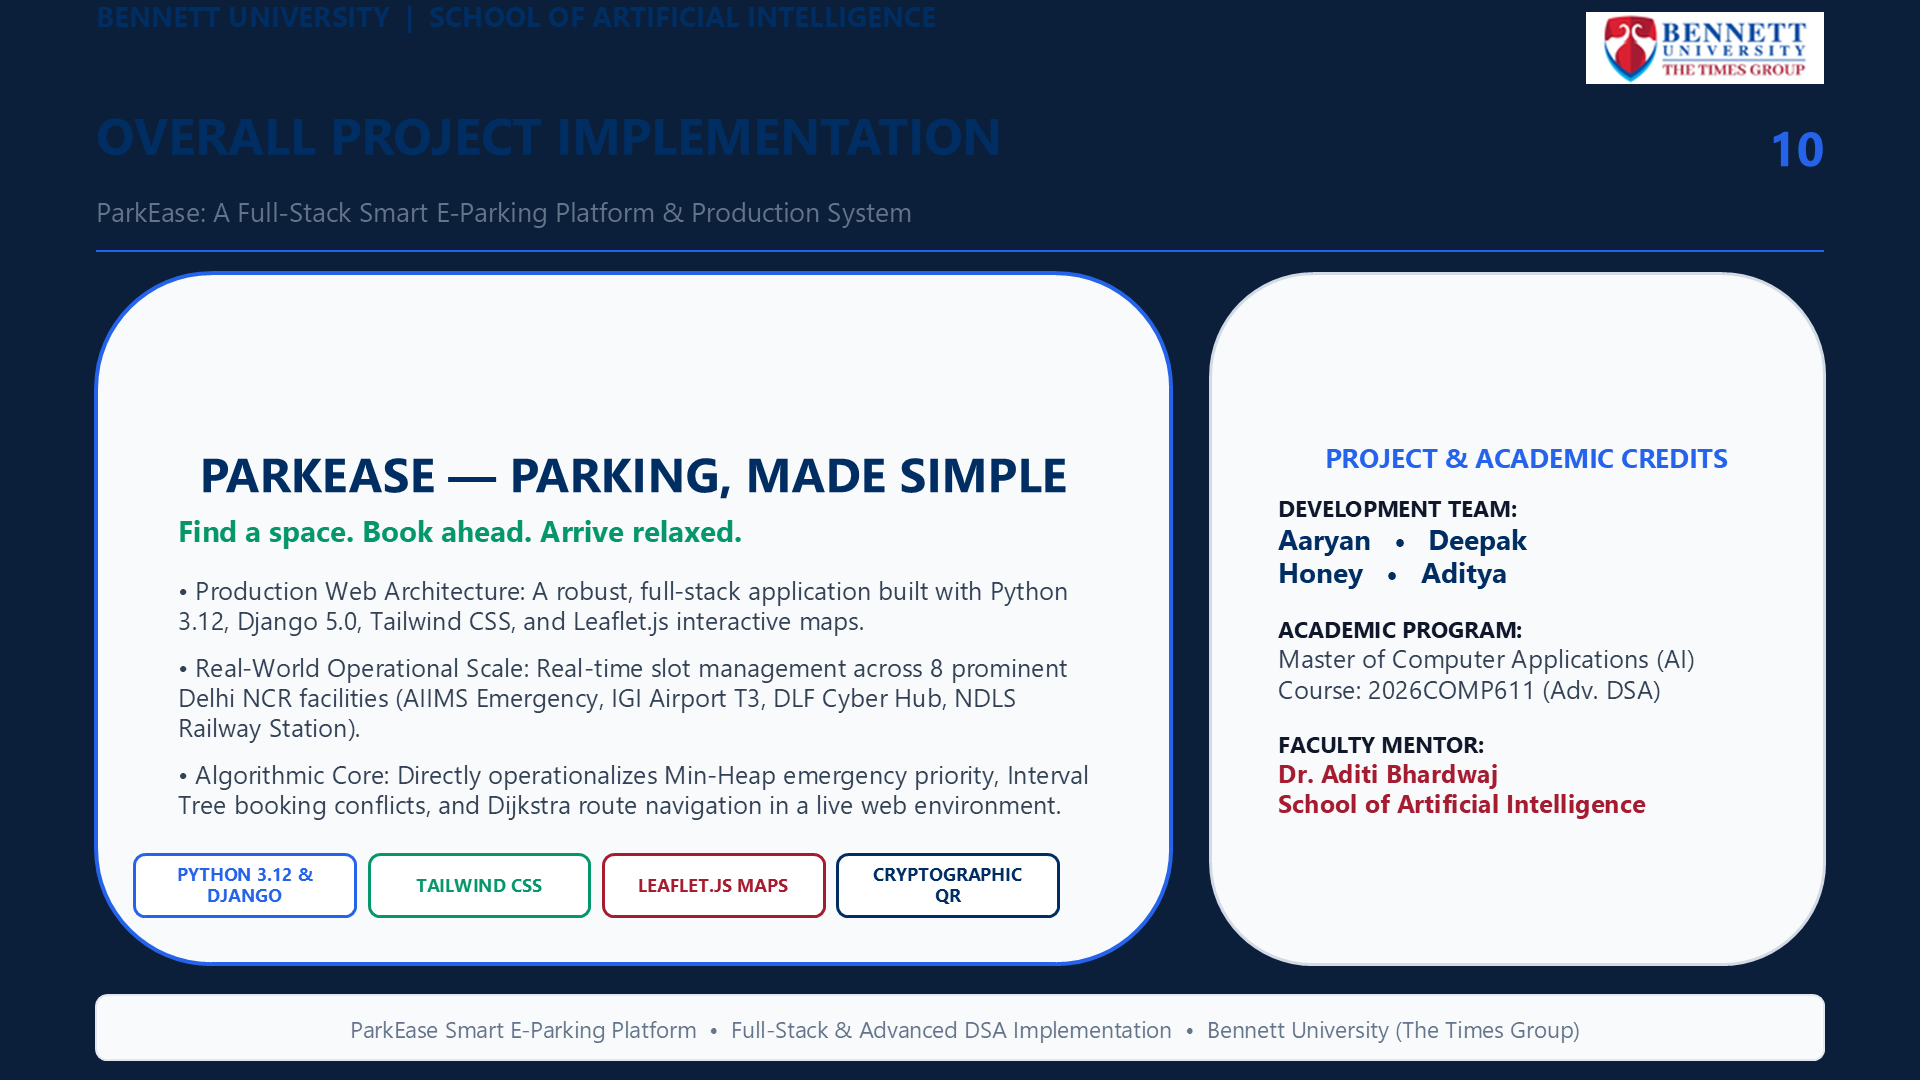 BENNETT UNIVERSITY | SCHOOL OF ARTIFICIAL INTELLIGENCE
BENNETT
UNIVERSITY
THE TIMES GROUP
OVERALL PROJECT IMPLEMENTATION
10
ParkEase: A Full-Stack Smart E-Parking Platform & Production System
PARKEASE — PARKING, MADE SIMPLE
Find a space. Book ahead. Arrive relaxed.
• Production Web Architecture: A robust, full-stack application built with Python
3.12, Django 5.0, Tailwind CSS, and Leaflet.js interactive maps.
• Real-World Operational Scale: Real-time slot management across 8 prominent
Delhi NCR facilities (AIIMS Emergency, IGI Airport T3, DLF Cyber Hub, NDLS
Railway Station).
• Algorithmic Core: Directly operationalizes Min-Heap emergency priority, Interval
Tree booking conflicts, and Dijkstra route navigation in a live web environment.
PYTHON 3.12 &
DJANGO
TAILWIND CSS
LEAFLET.JS MAPS
CRYPTOGRAPHIC
QR
PROJECT & ACADEMIC CREDITS
DEVELOPMENT TEAM:
Aaryan • Deepak
Honey • Aditya
ACADEMIC PROGRAM:
Master of Computer Applications (AI)
Course: 2026COMP611 (Adv. DSA)
FACULTY MENTOR:
Dr. Aditi Bhardwaj
School of Artificial Intelligence
ParkEase Smart E-Parking Platform • Full-Stack & Advanced DSA Implementation • Bennett University (The Times Group)